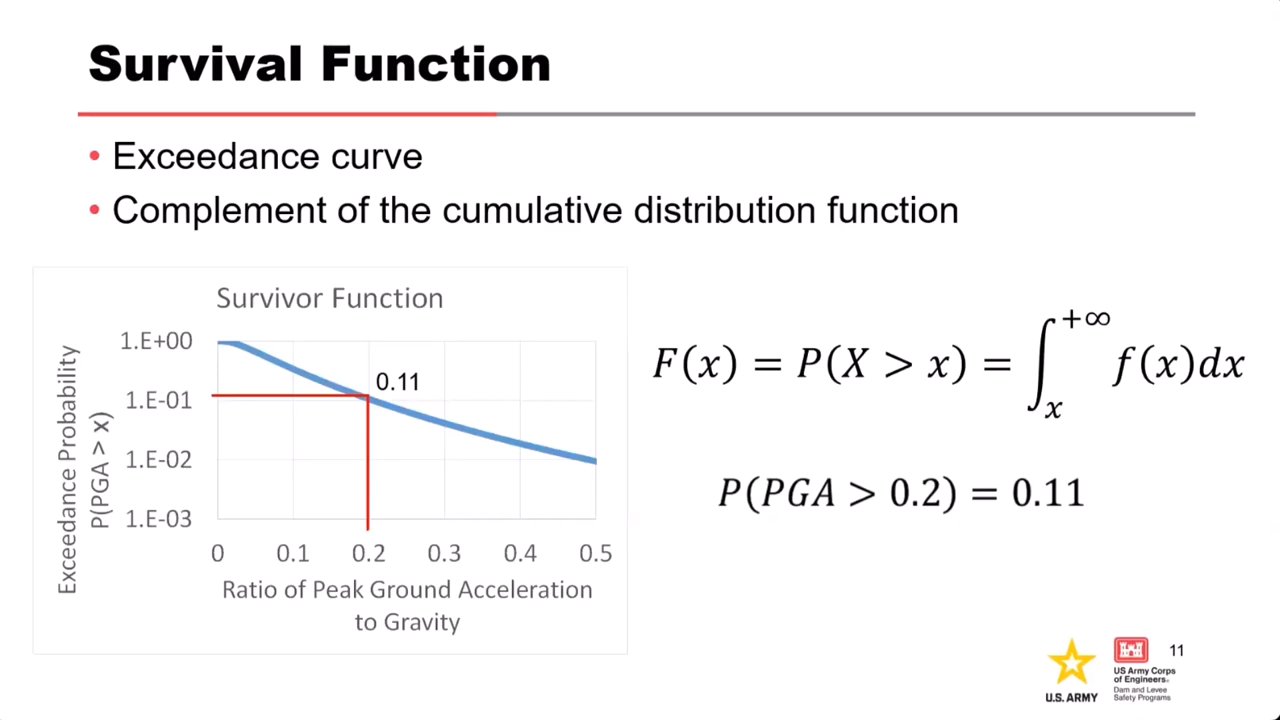 Survival Function
• Exceedance curve
• Complement of the cumulative distribution function
Survivor Function
Exceedance Probability
P(PGA > x)
1.E+00
1.E-01
1.E-02
1.E-03
0.11
0 0.1 0.2 0.3 0.4 0.5
Ratio of Peak Ground Acceleration
to Gravity
F(x) = P(X > x) = ∫_x^{+∞} f(x)dx
P(PGA > 0.2) = 0.11
U.S. ARMY
US Army Corps
of Engineers®
Dam and Levee
Safety Programs
11